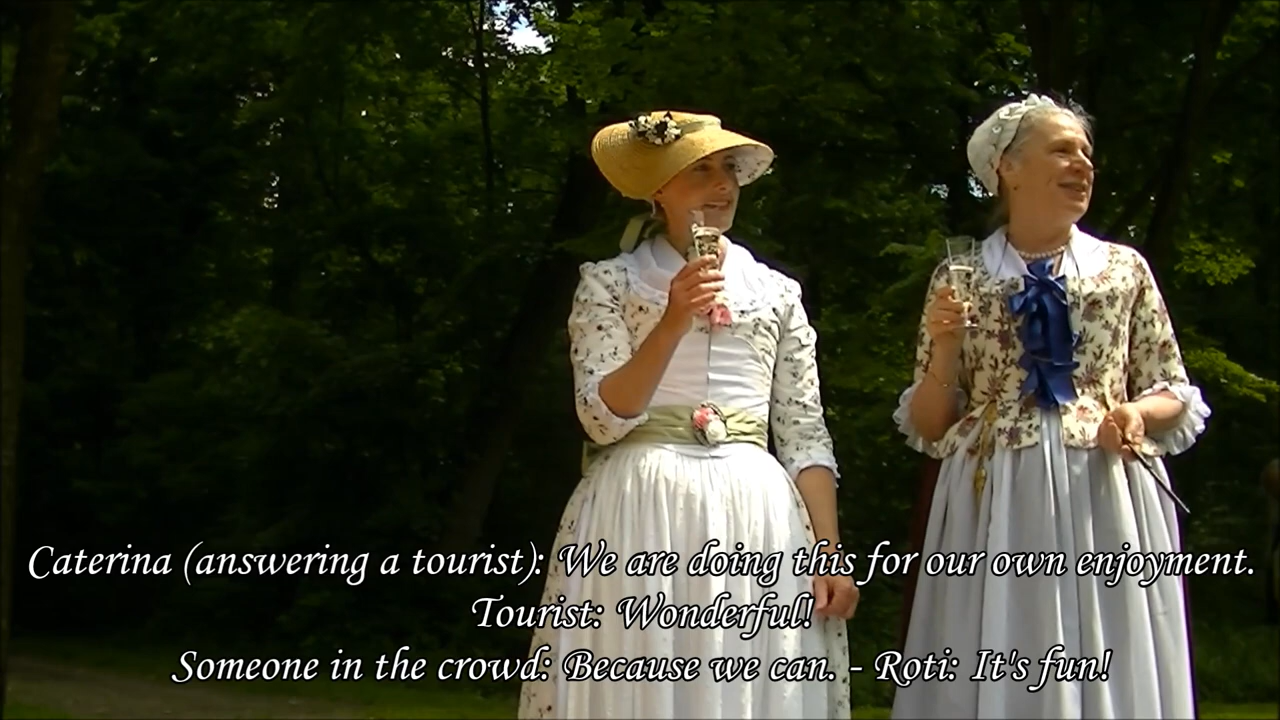 Caterina (answering a tourist): We are doing this for our own enjoyment.
Tourist: Wonderful!
Someone in the crowd: Because we can. - Roti: It's fun!